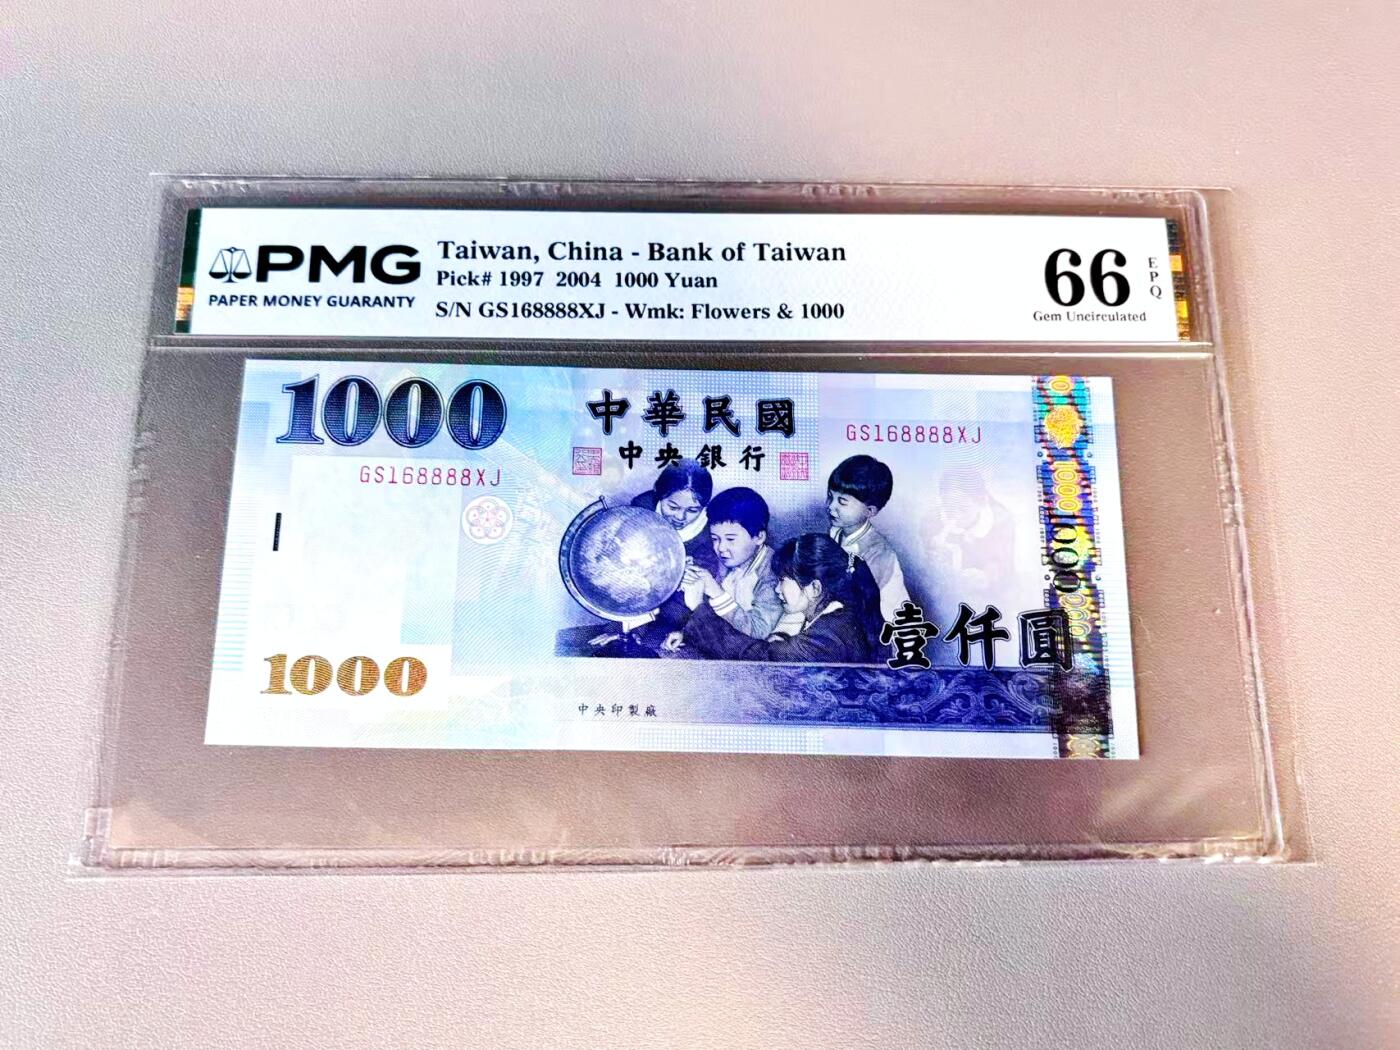 PMG
PAPER MONEY GUARANTY
Taiwan, China - Bank of Taiwan
Pick# 1997 2004 1000 Yuan
S/N GS168888XJ - Wmk: Flowers & 1000
66
EPQ
Gem Uncirculated
1000
中華民國
中央銀行
GS168888XJ
GS168888XJ
1000
1000
壹仟圓
1000
中央印製廠